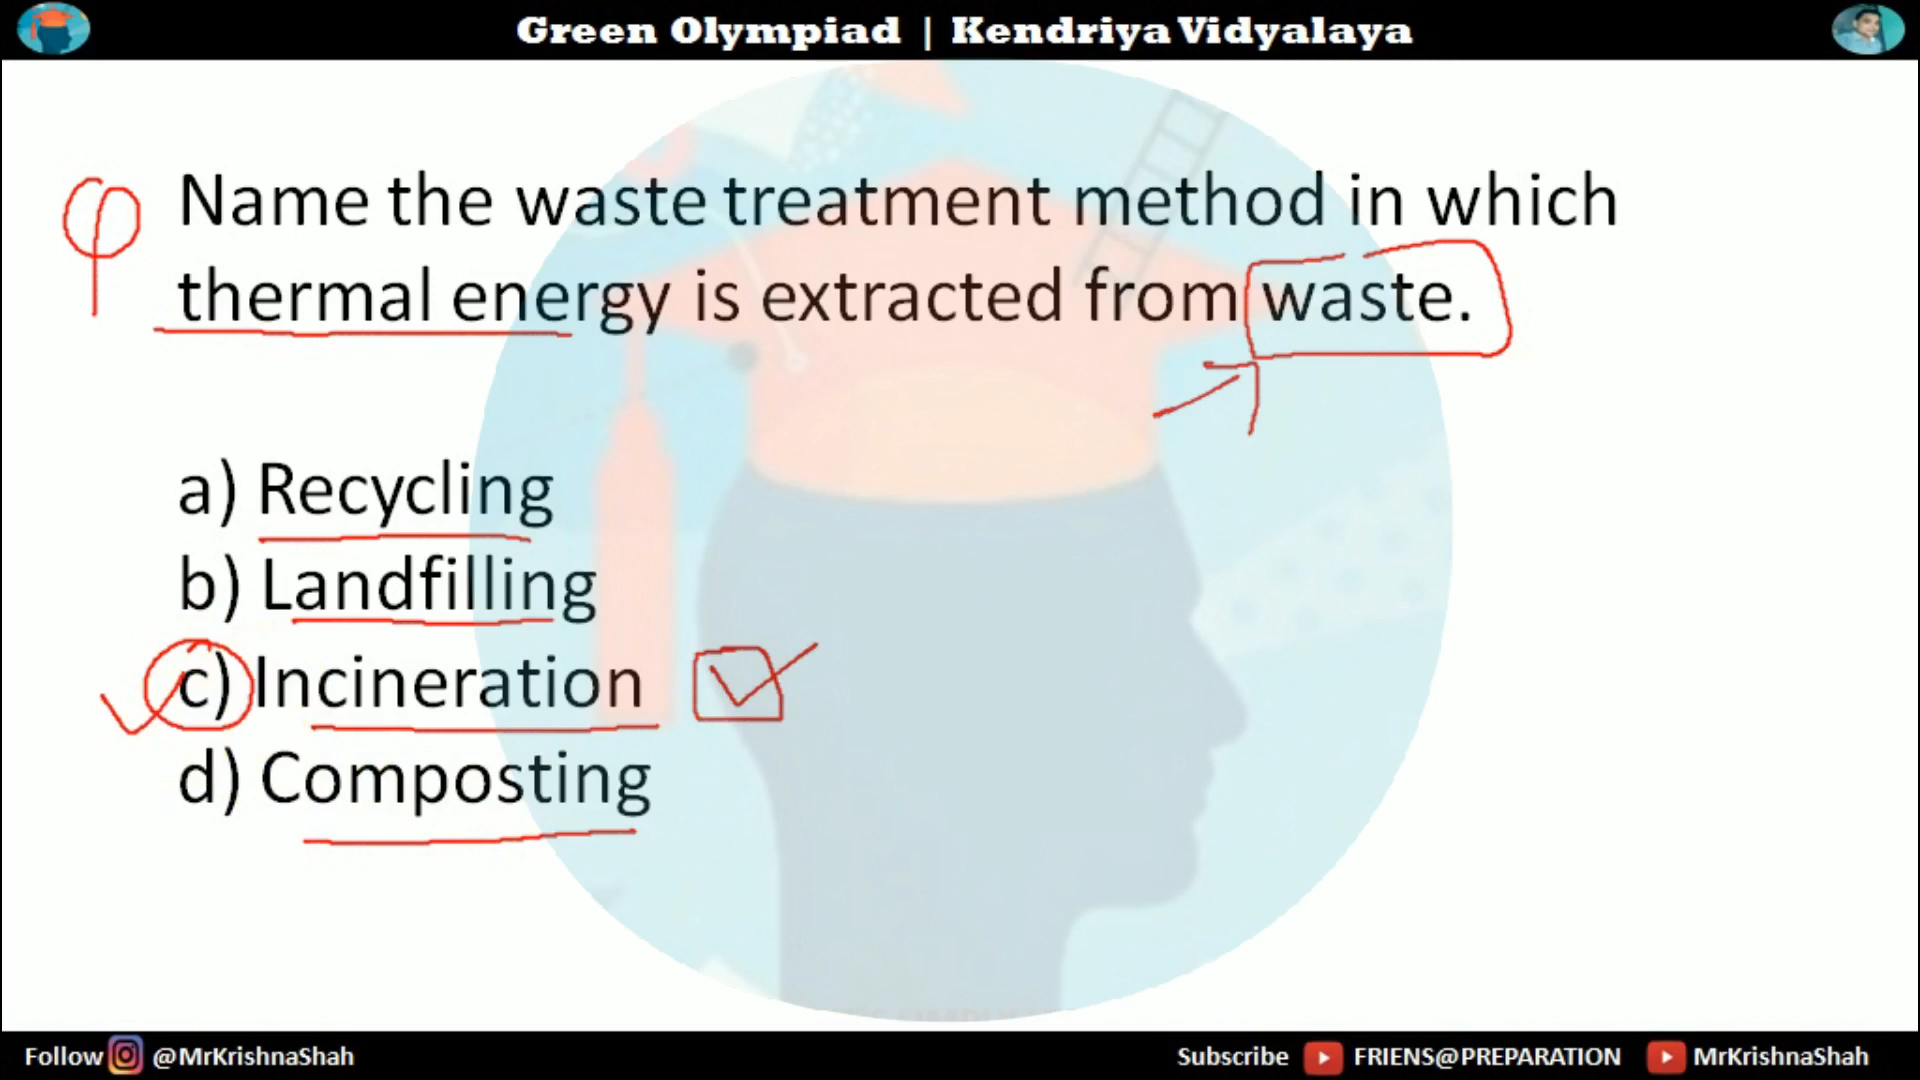 Green Olympiad | Kendriya Vidyalaya
Name the waste treatment method in which
thermal energy is extracted from waste.
a) Recycling
b) Landfilling
c) Incineration
d) Composting
Follow @MrKrishnaShah
Subscribe FRIENS@PREPARATION MrKrishnaShah